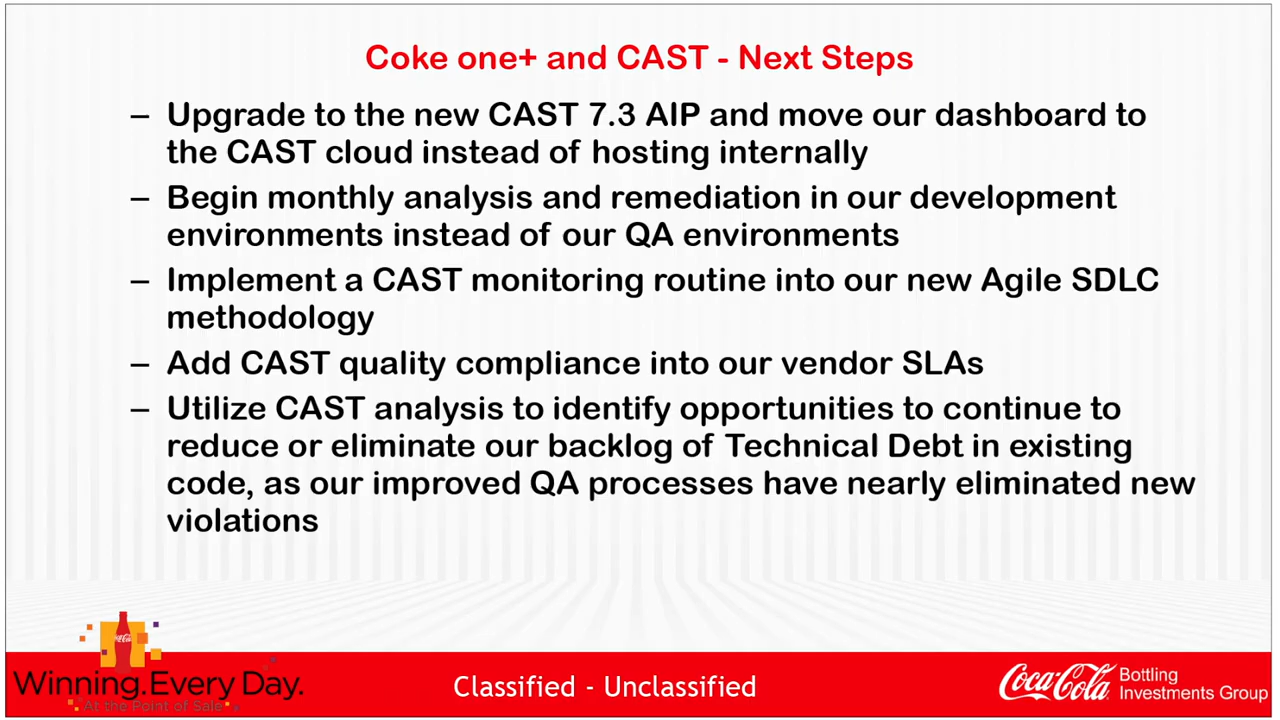 Coke one+ and CAST - Next Steps
– Upgrade to the new CAST 7.3 AIP and move our dashboard to
the CAST cloud instead of hosting internally
– Begin monthly analysis and remediation in our development
environments instead of our QA environments
– Implement a CAST monitoring routine into our new Agile SDLC
methodology
– Add CAST quality compliance into our vendor SLAs
– Utilize CAST analysis to identify opportunities to continue to
reduce or eliminate our backlog of Technical Debt in existing
code, as our improved QA processes have nearly eliminated new
violations
Winning.Every Day.
At the Point of Sale
Classified - Unclassified
Coca-Cola
Bottling
Investments Group